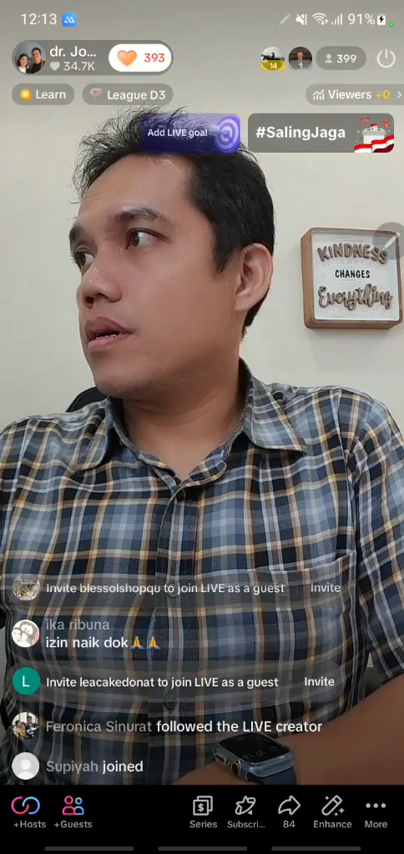 12:13
91%
dr. Jo...
34.7K
393
14
1
399
Learn
League D3
Viewers +0
Add LIVE goal
#SalingJaga
KINDNESS
CHANGES
Everything
Invite blessolshopqu to join LIVE as a guest
Invite
ika ribuna
izin naik dok🙏🙏
L
Invite leacakedonat to join LIVE as a guest
Invite
Feronica Sinurat followed the LIVE creator
Supiyah joined
+Hosts
+Guests
Series
Subscri...
84
Enhance
More